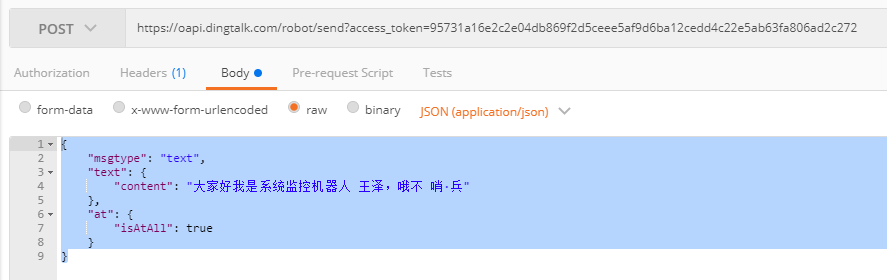 POST https://oapi.dingtalk.com/robot/send?access_token=95731a16e2c2e04db869f2d5ceee5af9d6ba12cedd4c22e5ab63fa806ad2c272
Authorization Headers (1) Body Pre-request Script Tests
form-data x-www-form-urlencoded raw binary JSON (application/json)
1 {
2 "msgtype": "text",
3 "text": {
4 "content": "大家好我是系统监控机器人 王泽，哦不 哨·兵"
5 },
6 "at": {
7 "isAtAll": true
8 }
9 }